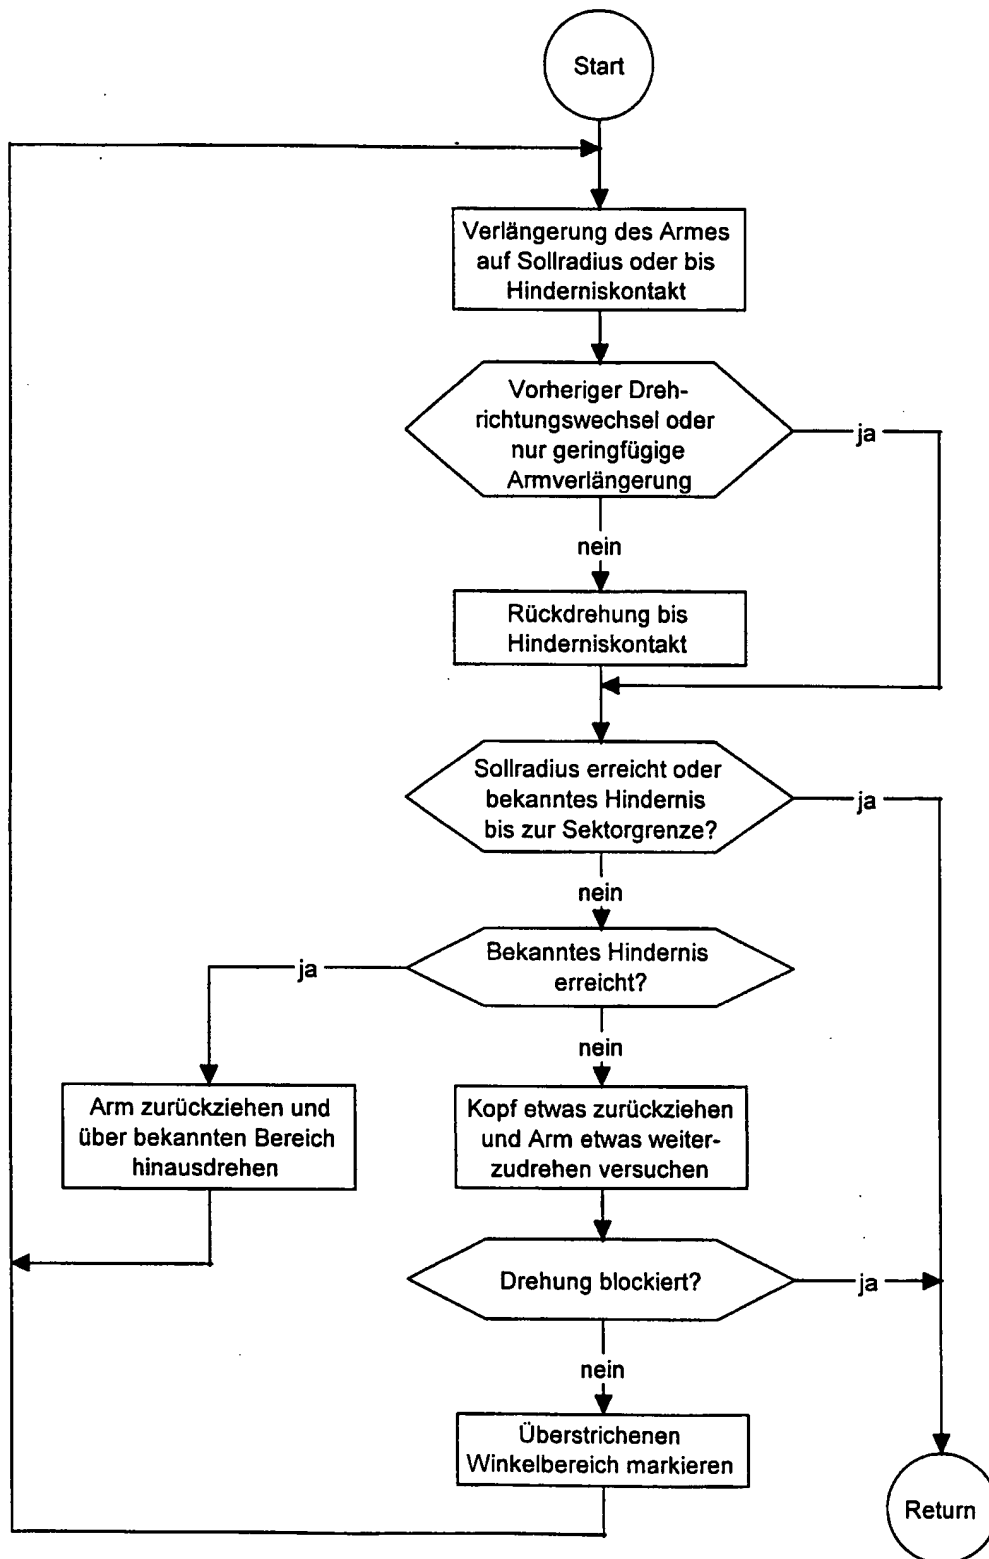 Start
Verlängerung des Armes
auf Sollradius oder bis
Hinderniskontakt
Vorheriger Dreh-
richtungswechsel oder
nur geringfügige
Armverlängerung
ja
nein
Rückdrehung bis
Hinderniskontakt
Sollradius erreicht oder
bekanntes Hindernis
bis zur Sektorgrenze?
ja
nein
Bekanntes Hindernis
erreicht?
ja
nein
Arm zurückziehen und
über bekannten Bereich
hinausdrehen
Kopf etwas zurückziehen
und Arm etwas weiter-
zudrehen versuchen
Drehung blockiert?
ja
nein
Überstrichenen
Winkelbereich markieren
Return